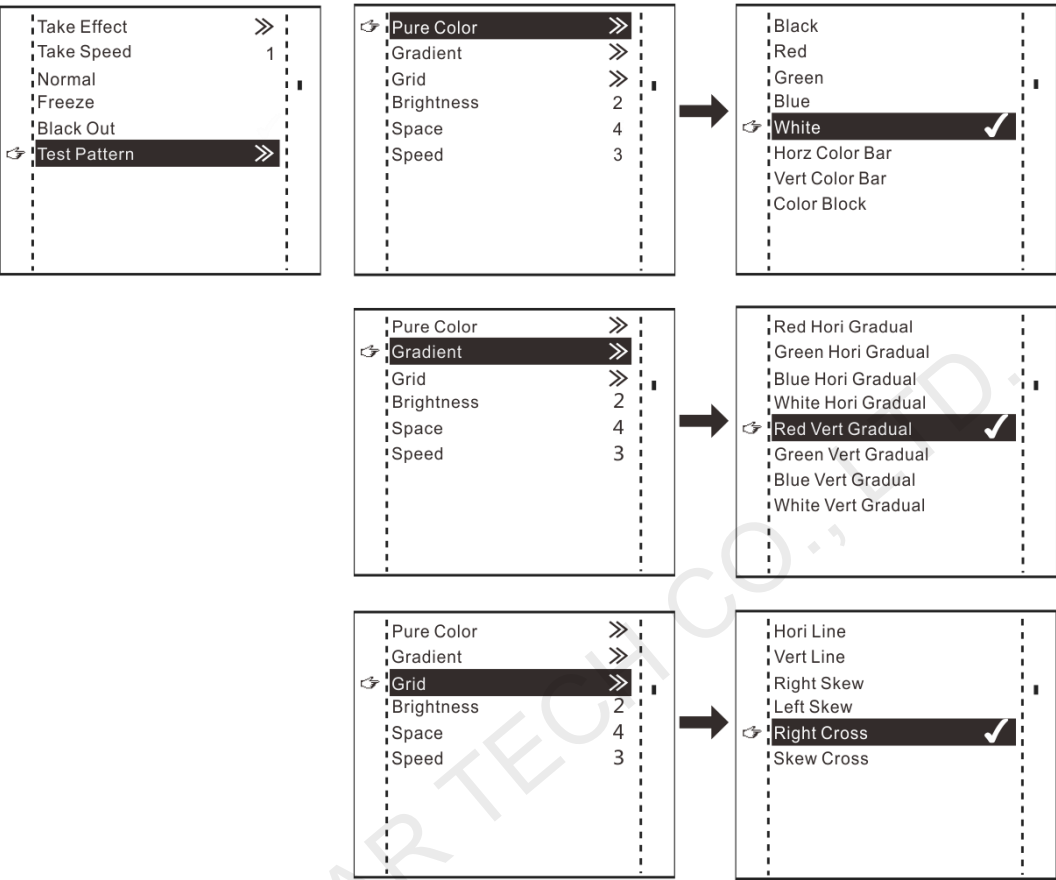 Take Effect
Take Speed 1
Normal
Freeze
Black Out
Test Pattern
Pure Color
Gradient
Grid
Brightness 2
Space 4
Speed 3
Black
Red
Green
Blue
White
Horz Color Bar
Vert Color Bar
Color Block
Pure Color
Gradient
Grid
Brightness 2
Space 4
Speed 3
Red Hori Gradual
Green Hori Gradual
Blue Hori Gradual
White Hori Gradual
Red Vert Gradual
Green Vert Gradual
Blue Vert Gradual
White Vert Gradual
Pure Color
Gradient
Grid
Brightness 2
Space 4
Speed 3
Hori Line
Vert Line
Right Skew
Left Skew
Right Cross
Skew Cross
TECH CO., LTD.